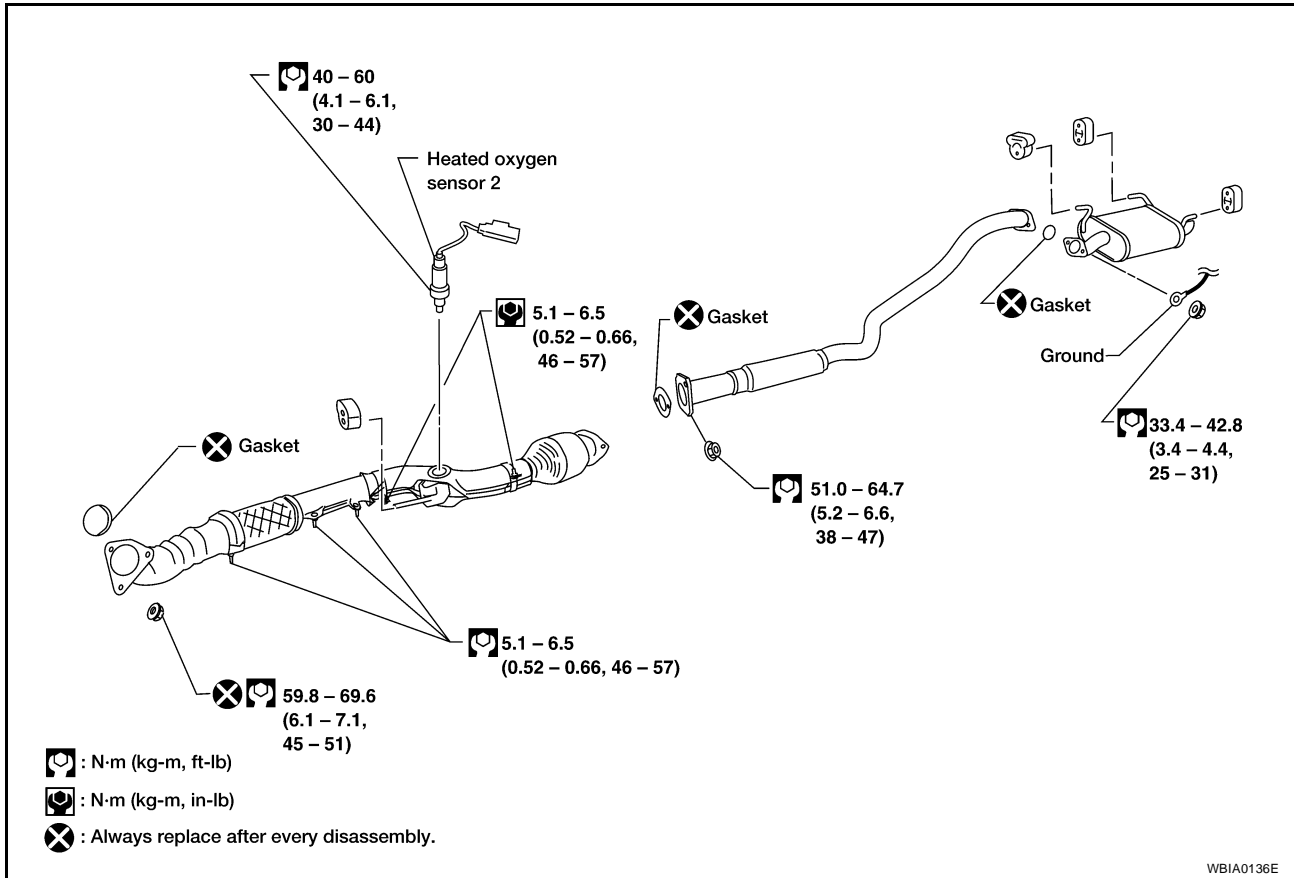 40 – 60
(4.1 – 6.1,
30 – 44)
Heated oxygen
sensor 2
5.1 – 6.5
(0.52 – 0.66,
46 – 57)
Gasket
Gasket
Ground
33.4 – 42.8
(3.4 – 4.4,
25 – 31)
Gasket
51.0 – 64.7
(5.2 – 6.6,
38 – 47)
5.1 – 6.5
(0.52 – 0.66, 46 – 57)
59.8 – 69.6
(6.1 – 7.1,
45 – 51)
: N·m (kg-m, ft-lb)
: N·m (kg-m, in-lb)
: Always replace after every disassembly.
WBIA0136E